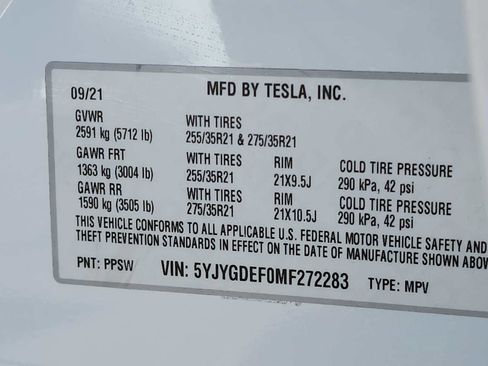 MFD BY TESLA, INC.
09/21
GVWR WITH TIRES
2591 kg (5712 lb) 255/35R21 & 275/35R21
GAWR FRT WITH TIRES RIM COLD TIRE PRESSURE
1363 kg (3004 lb) 255/35R21 21X9.5J 290 kPa, 42 psi
GAWR RR WITH TIRES RIM COLD TIRE PRESSURE
1590 kg (3505 lb) 275/35R21 21X10.5J 290 kPa, 42 psi
THIS VEHICLE CONFORMS TO ALL APPLICABLE U.S. FEDERAL MOTOR VEHICLE SAFETY AND
THEFT PREVENTION STANDARDS IN EFFECT ON THE DATE OF MANUFACTURE SHOWN ABOV
PNT: PPSW VIN: 5YJYGDEF0MF272283 TYPE: MPV